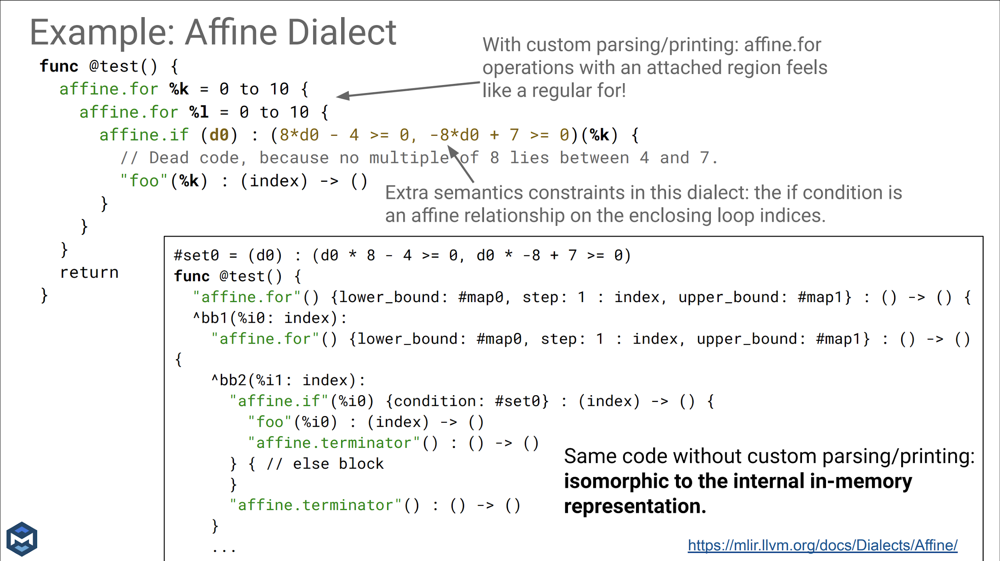 Example: Affine Dialect
With custom parsing/printing: affine.for
operations with an attached region feels
like a regular for!
func @test() {
  affine.for %k = 0 to 10 {
    affine.for %l = 0 to 10 {
      affine.if (d0) : (8*d0 - 4 >= 0, -8*d0 + 7 >= 0)(%k) {
        // Dead code, because no multiple of 8 lies between 4 and 7.
        "foo"(%k) : (index) -> ()
      }
    }
  }
  return
}
Extra semantics constraints in this dialect: the if condition is
an affine relationship on the enclosing loop indices.
#set0 = (d0) : (d0 * 8 - 4 >= 0, d0 * -8 + 7 >= 0)
func @test() {
  "affine.for"() {lower_bound: #map0, step: 1 : index, upper_bound: #map1} : () -> () {
  ^bb1(%i0: index):
    "affine.for"() {lower_bound: #map0, step: 1 : index, upper_bound: #map1} : () -> ()
{
    ^bb2(%i1: index):
      "affine.if"(%i0) {condition: #set0} : (index) -> () {
        "foo"(%i0) : (index) -> ()
        "affine.terminator"() : () -> ()
      } { // else block
      }
      "affine.terminator"() : () -> ()
    }
    ...
Same code without custom parsing/printing:
isomorphic to the internal in-memory
representation.
https://mlir.llvm.org/docs/Dialects/Affine/